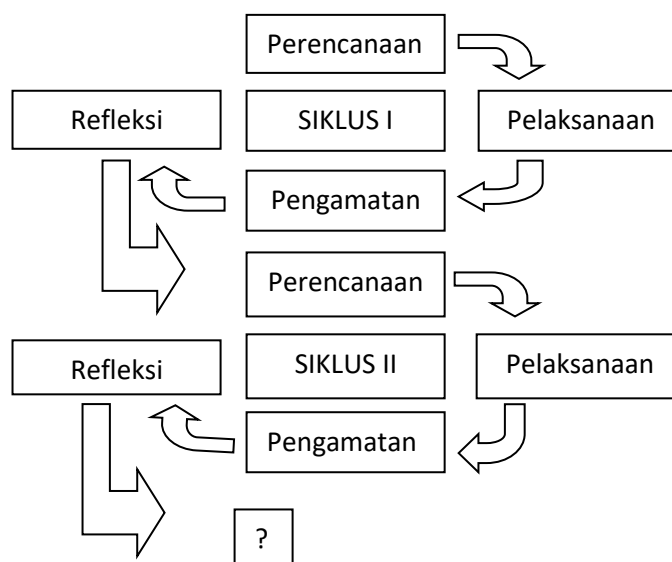 Perencanaan
Refleksi
SIKLUS I
Pelaksanaan
Pengamatan
Perencanaan
Refleksi
SIKLUS II
Pelaksanaan
Pengamatan
?